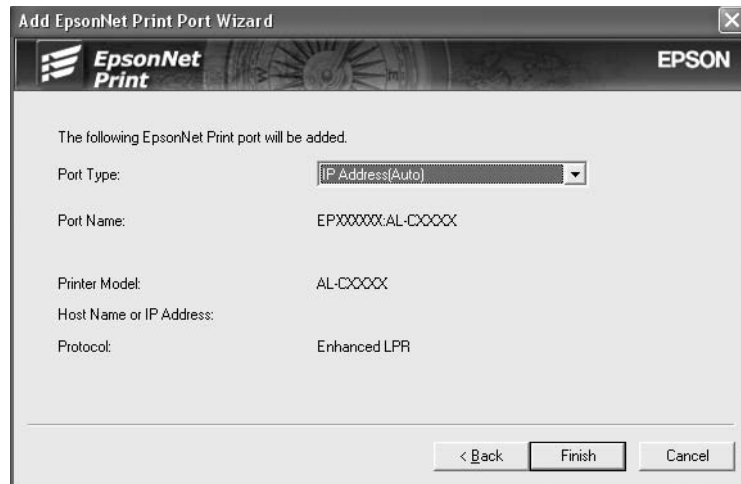 Add EpsonNet Print Port Wizard
EpsonNet
Print
EPSON
The following EpsonNet Print port will be added.
Port Type: IP Address(Auto)
Port Name: EPXXXXXX:AL-CXXXX
Printer Model: AL-CXXXX
Host Name or IP Address:
Protocol: Enhanced LPR
< Back Finish Cancel